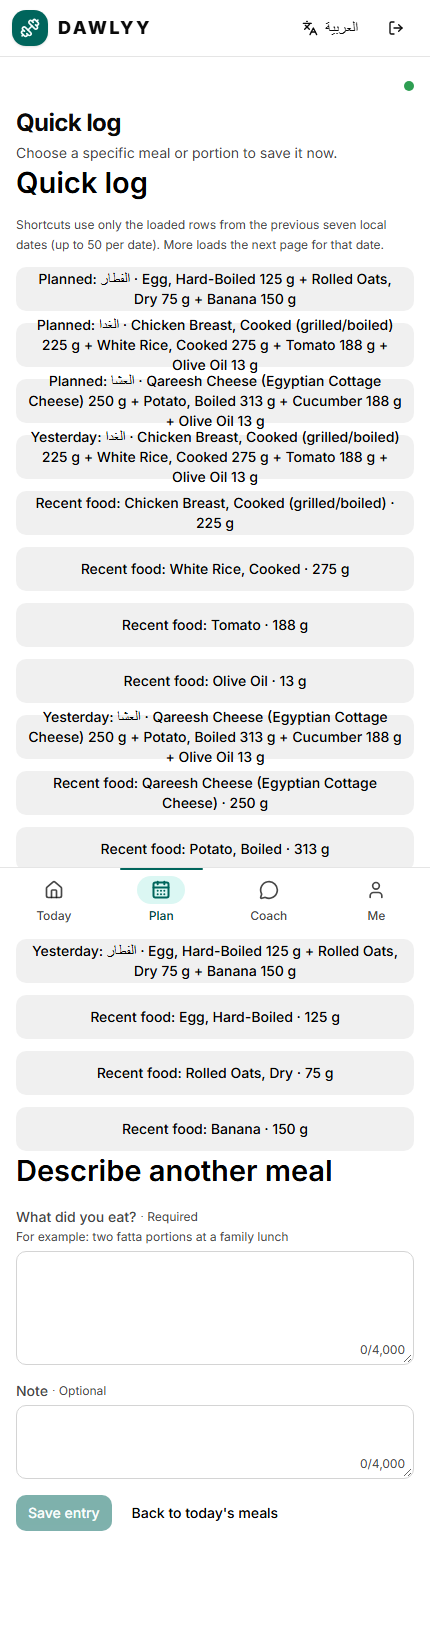 DAWLYY
العربية
Quick log
Choose a specific meal or portion to save it now.
Quick log
Shortcuts use only the loaded rows from the previous seven local
dates (up to 50 per date). More loads the next page for that date.
Planned: الفطار · Egg, Hard-Boiled 125 g + Rolled Oats,
Dry 75 g + Banana 150 g
Planned: الغدا · Chicken Breast, Cooked (grilled/boiled)
225 g + White Rice, Cooked 275 g + Tomato 188 g +
Olive Oil 13 g
Planned: العشا · Qareesh Cheese (Egyptian Cottage
Cheese) 250 g + Potato, Boiled 313 g + Cucumber 188 g
+ Olive Oil 13 g
Yesterday: الغدا · Chicken Breast, Cooked (grilled/boiled)
225 g + White Rice, Cooked 275 g + Tomato 188 g +
Olive Oil 13 g
Recent food: Chicken Breast, Cooked (grilled/boiled) ·
225 g
Recent food: White Rice, Cooked · 275 g
Recent food: Tomato · 188 g
Recent food: Olive Oil · 13 g
Yesterday: العشا · Qareesh Cheese (Egyptian Cottage
Cheese) 250 g + Potato, Boiled 313 g + Cucumber 188 g
+ Olive Oil 13 g
Recent food: Qareesh Cheese (Egyptian Cottage
Cheese) · 250 g
Recent food: Potato, Boiled · 313 g
Today
Plan
Coach
Me
Yesterday: الفطار · Egg, Hard-Boiled 125 g + Rolled Oats,
Dry 75 g + Banana 150 g
Recent food: Egg, Hard-Boiled · 125 g
Recent food: Rolled Oats, Dry · 75 g
Recent food: Banana · 150 g
Describe another meal
What did you eat? · Required
For example: two fatta portions at a family lunch
0/4,000
Note · Optional
0/4,000
Save entry
Back to today's meals